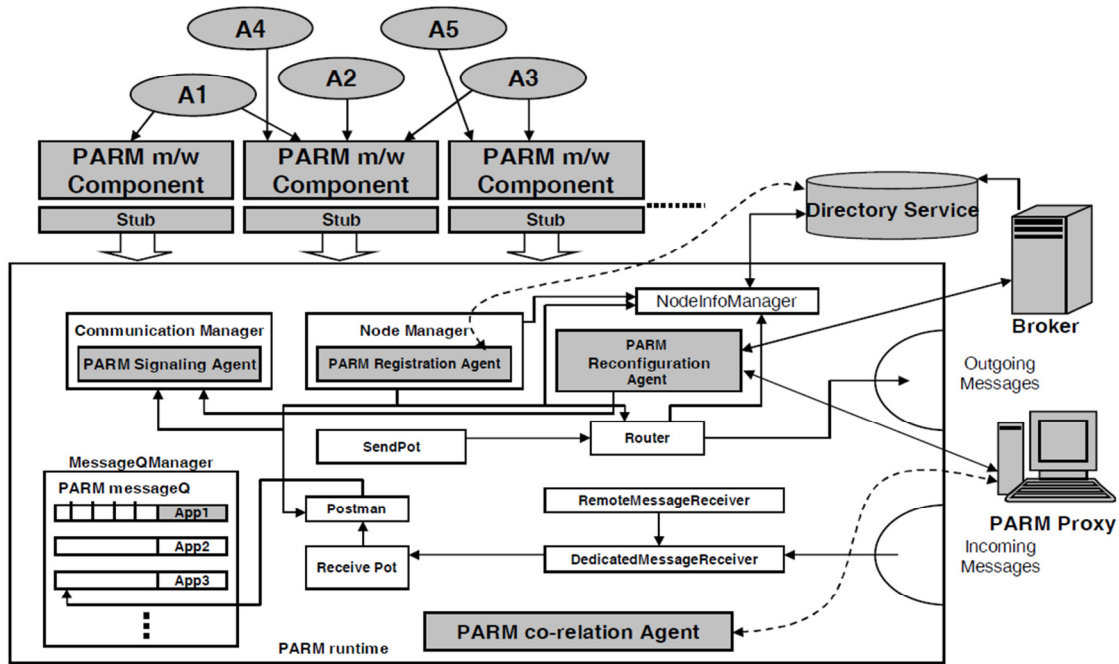 A4
A5
A1
A2
A3
PARM m/w
Component
PARM m/w
Component
PARM m/w
Component
Stub
Stub
Stub
Directory Service
Broker
NodeInfoManager
Communication Manager
PARM Signaling Agent
Node Manager
PARM Registration Agent
PARM
Reconfiguration
Agent
Outgoing
Messages
SendPot
Router
MessageQManager
PARM messageQ
App1
App2
App3
Postman
Receive Pot
RemoteMessageReceiver
DedicatedMessageReceiver
PARM Proxy
Incoming
Messages
PARM co-relation Agent
PARM runtime